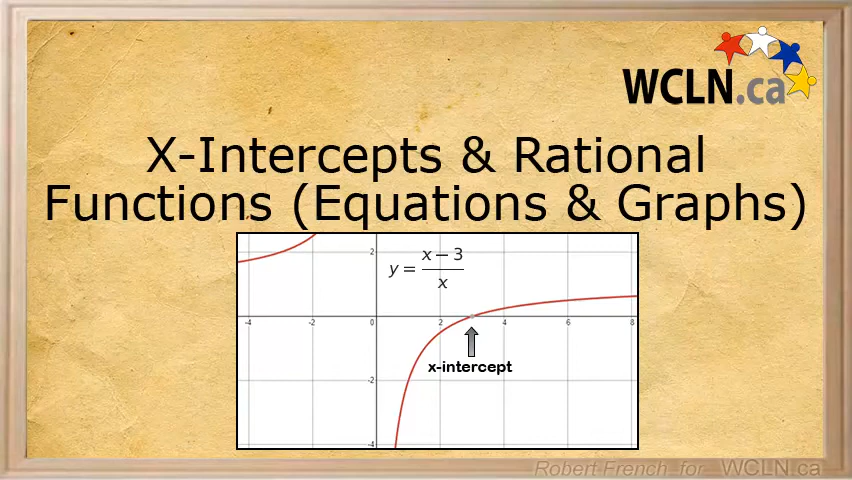 WCLN.ca
X-Intercepts & Rational
Functions (Equations & Graphs)
y = x − 3
x
2
-4
-2
0
2
4
6
8
x-intercept
-2
-4
Robert French for WCLN.ca